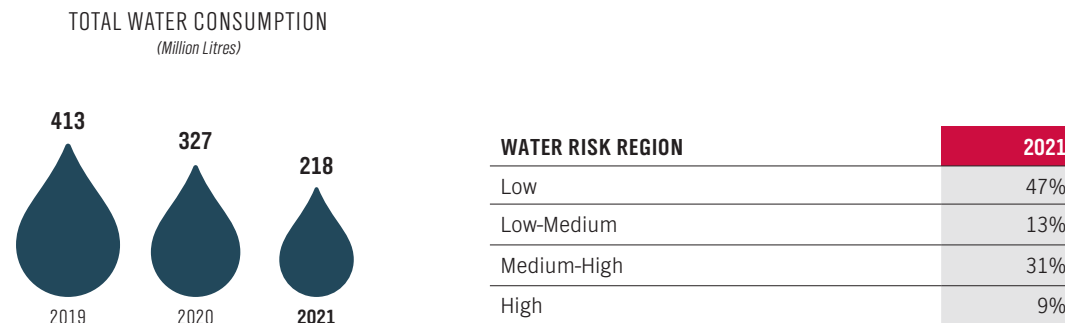 TOTAL WATER CONSUMPTION
(Million Litres)
413
327
218
2019
2020
2021
WATER RISK REGION 2021
Low 47%
Low-Medium 13%
Medium-High 31%
High 9%